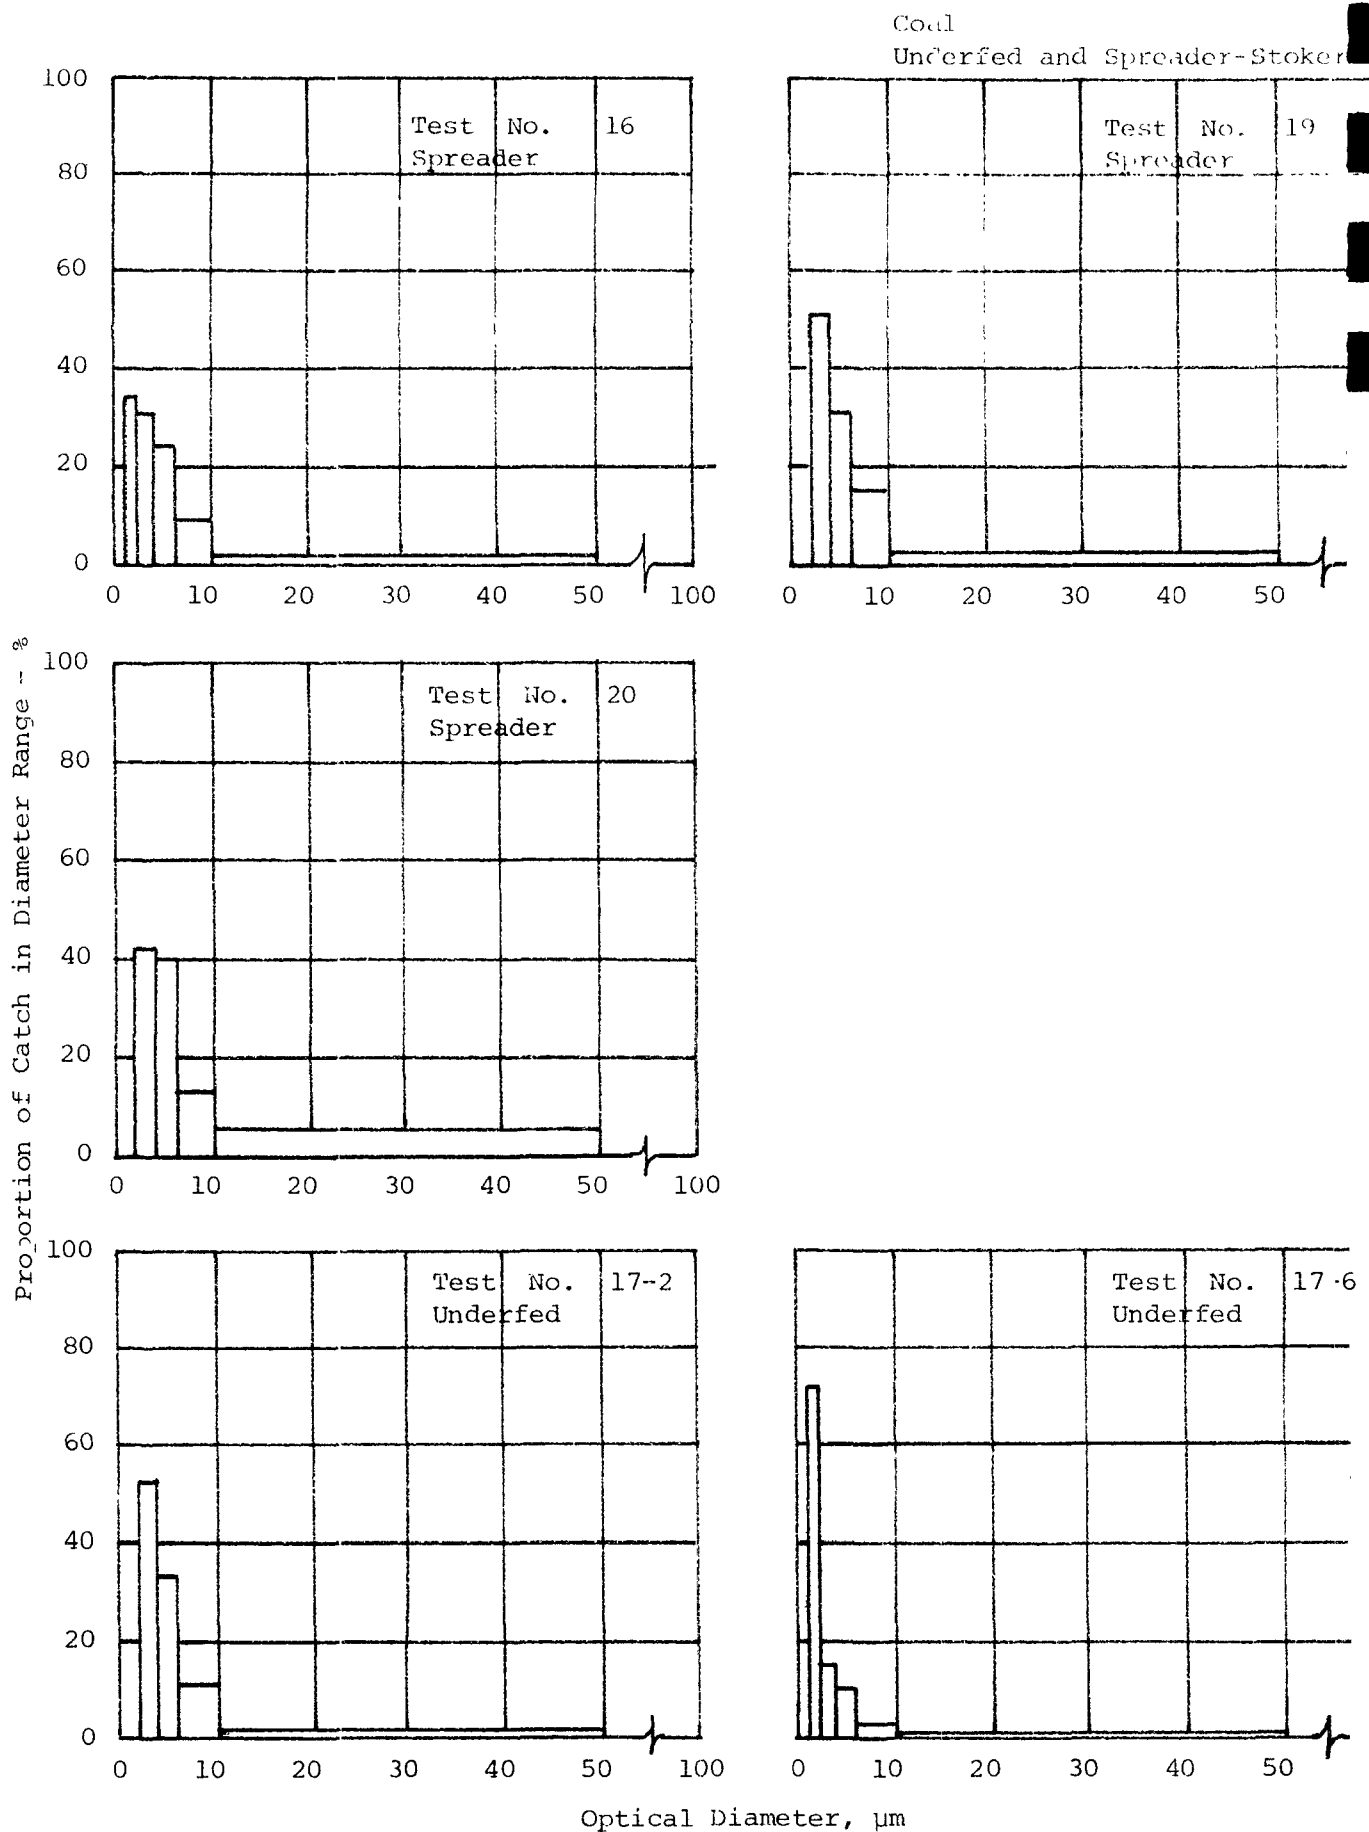 Coal
Underfed and Spreader-Stoker
Proportion of Catch in Diameter Range - %
100
80
60
40
20
0
Test No. 16
Spreader
0 10 20 30 40 50 100
Test No. 19
Spreader
0 10 20 30 40 50
100
80
60
40
20
0
Test No. 20
Spreader
0 10 20 30 40 50 100
100
80
60
40
20
0
Test No. 17-2
Underfed
0 10 20 30 40 50 100
Test No. 17-6
Underfed
0 10 20 30 40 50
Optical Diameter, µm